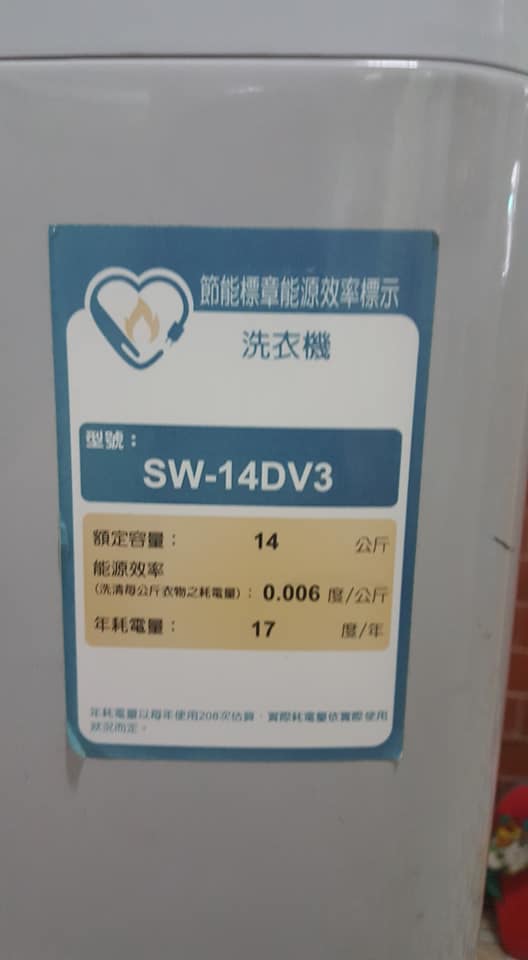 節能標章能源效率標示
洗衣機
型號：
SW-14DV3
額定容量： 14 公斤
能源效率
(洗清每公斤衣物之耗電量)： 0.006 度/公斤
年耗電量： 17 度/年
年耗電量以每年使用208次估算，實際耗電量依實際使用
狀況而定。